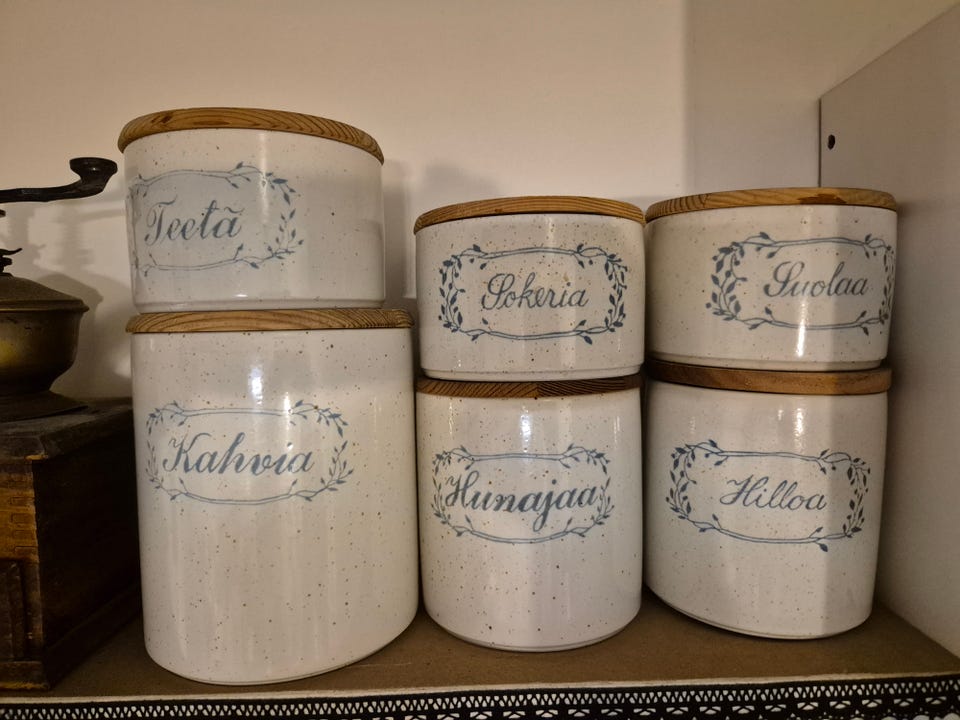 Teetä
Sokeria
Suolaa
Kahvia
Hunajaa
Hilloa